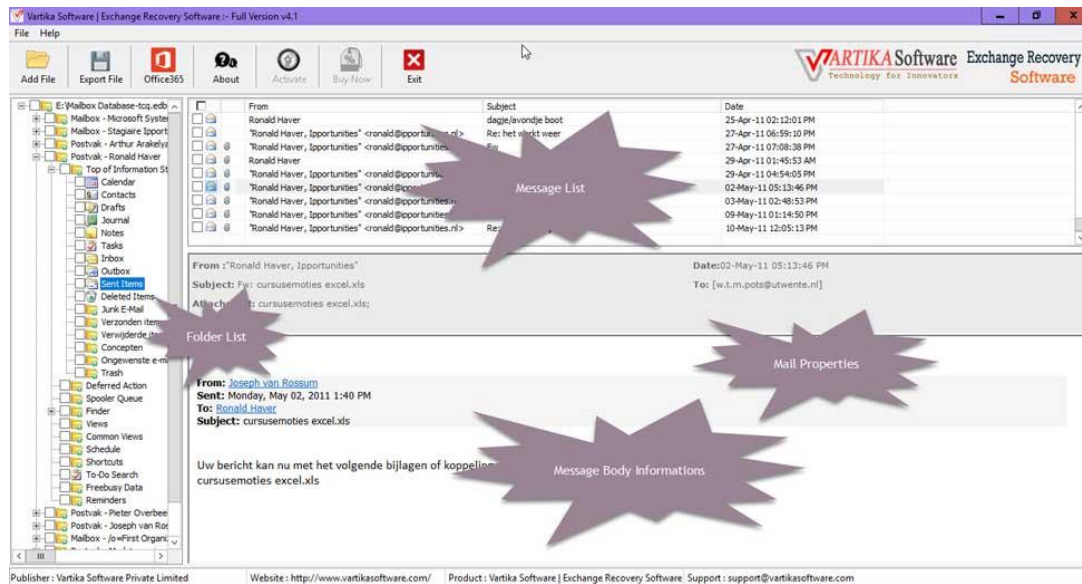 Vartika Software | Exchange Recovery Software :- Full Version v4.1
File Help
Add File
Export File
Office365
About
Activate
Buy Now
Exit
VARTIKA Software
Technology for Innovators
Exchange Recovery
Software
E:\Mailbox Database-tcq.edb
Mailbox - Microsoft System
Mailbox - Stagiaire Ipport
Postvak - Arthur Arakelya
Postvak - Ronald Haver
Top of Information St
Calendar
Contacts
Drafts
Journal
Notes
Tasks
Inbox
Outbox
Sent Items
Deleted Items
Junk E-Mail
Verzonden item
Verwijderde
Concepten
Ongewenste e-m
Trash
Deferred Action
Spooler Queue
Finder
Views
Common Views
Schedule
Shortcuts
To-Do Search
Freebusy Data
Reminders
Postvak - Pieter Overbee
Postvak - Joseph van Ros
Mailbox - /o=First Organi
Folder List
From Subject Date
Ronald Haver dagje/avondje boot 25-Apr-11 02:12:01 PM
"Ronald Haver, Ipportunities" <ronald@ipportunities.nl> Re: het werkt weer 27-Apr-11 06:59:10 PM
"Ronald Haver, Ipportunities" <ronald@ipportunities Fw 27-Apr-11 07:08:38 PM
Ronald Haver 29-Apr-11 01:45:53 AM
"Ronald Haver, Ipportunities" <ronald@ 29-Apr-11 04:54:05 PM
"Ronald Haver, Ipportunities" <ronald@ 02-May-11 05:13:46 PM
"Ronald Haver, Ipportunities" <ronald@ipportunities.n 03-May-11 02:48:53 PM
"Ronald Haver, Ipportunities" <ronald@ipportunities 09-May-11 01:14:50 PM
"Ronald Haver, Ipportunities" <ronald@ipportunities.nl> Re: 10-May-11 12:05:13 PM
Message List
From :"Ronald Haver, Ipportunities" Date:02-May-11 05:13:46 PM
Subject: Fw: cursusemoties excel.xls To: [w.t.m.pots@utwente.nl]
cursusemoties excel.xls;
Mail Properties
From: Joseph van Rossum
Sent: Monday, May 02, 2011 1:40 PM
To: Ronald Haver
Subject: cursusemoties excel.xls
Uw bericht kan nu met het volgende bijlagen of koppeling
cursusemoties excel.xls
Message Body Informations
Publisher : Vartika Software Private Limited Website : http://www.vartikasoftware.com/ Product : Vartika Software | Exchange Recovery Software Support : support@vartikasoftware.com